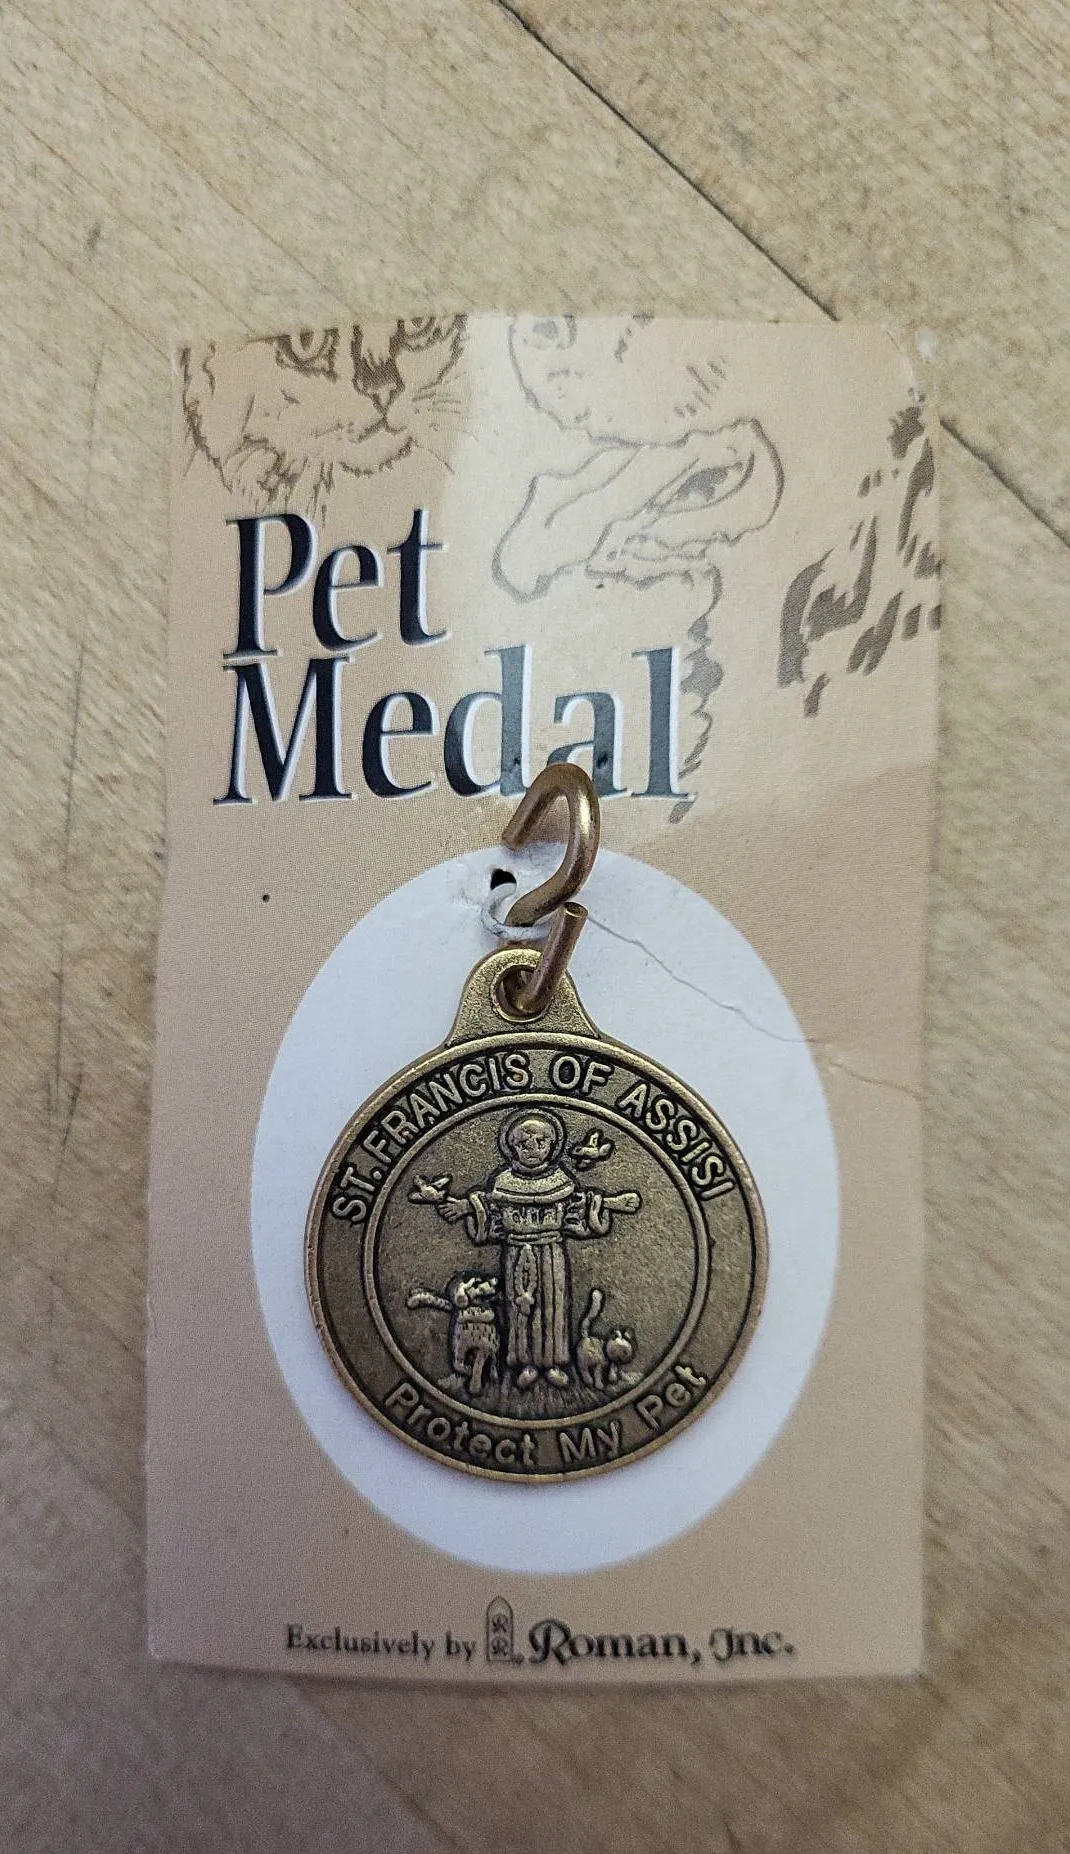 Pet
Medal
ST. FRANCIS OF ASSISI
Protect My Pet
Exclusively by Roman, Inc.